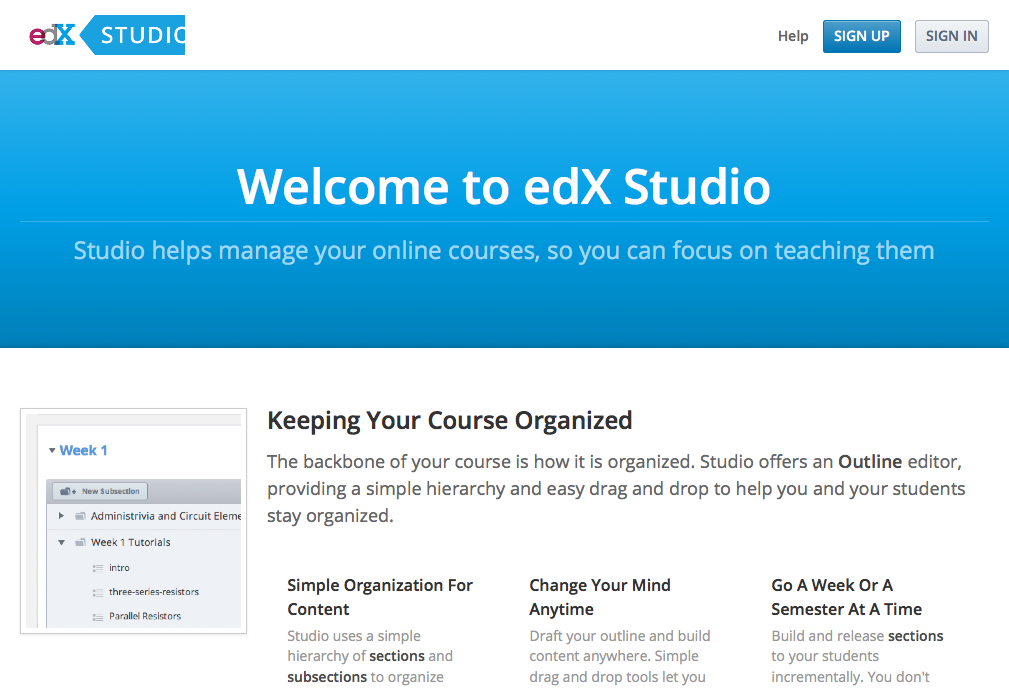 edX STUDIO
Help
SIGN UP
SIGN IN
Welcome to edX Studio
Studio helps manage your online courses, so you can focus on teaching them
Week 1
New Subsection
Administrivia and Circuit Eleme
Week 1 Tutorials
intro
three-series-resistors
Parallel Resistors
Keeping Your Course Organized
The backbone of your course is how it is organized. Studio offers an Outline editor,
providing a simple hierarchy and easy drag and drop to help you and your students
stay organized.
Simple Organization For
Content
Studio uses a simple
hierarchy of sections and
subsections to organize
Change Your Mind
Anytime
Draft your outline and build
content anywhere. Simple
drag and drop tools let you
Go A Week Or A
Semester At A Time
Build and release sections
to your students
incrementally. You don't